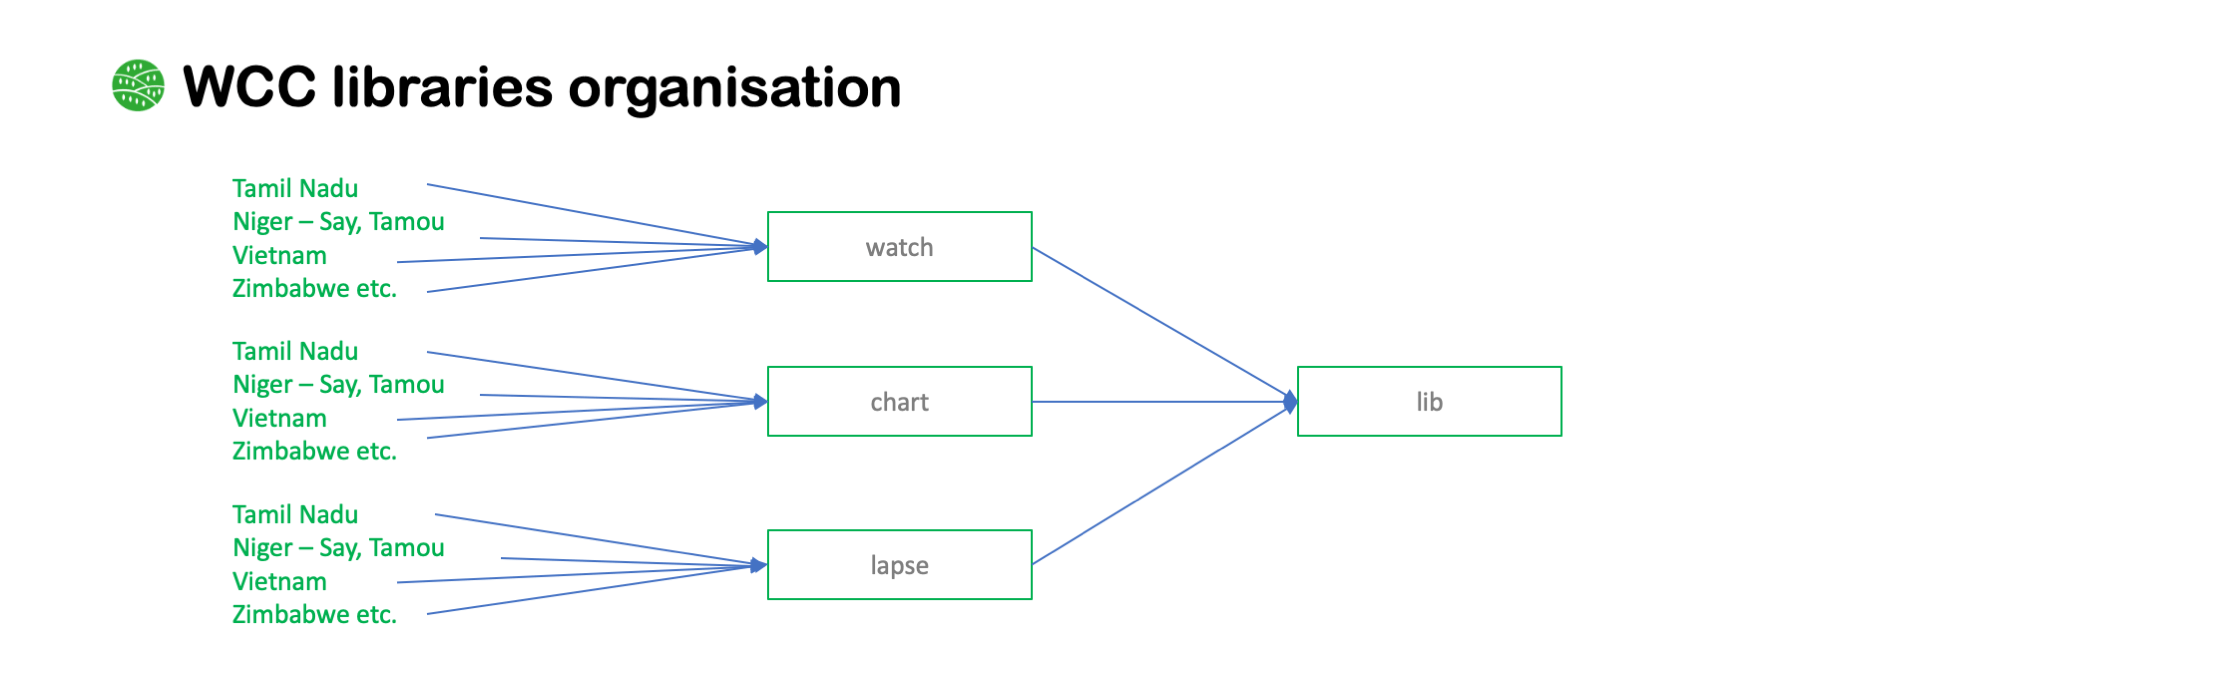 WCC libraries organisation
Tamil Nadu
Niger – Say, Tamou
Vietnam
Zimbabwe etc.
watch
Tamil Nadu
Niger – Say, Tamou
Vietnam
Zimbabwe etc.
chart
lib
Tamil Nadu
Niger – Say, Tamou
Vietnam
Zimbabwe etc.
lapse